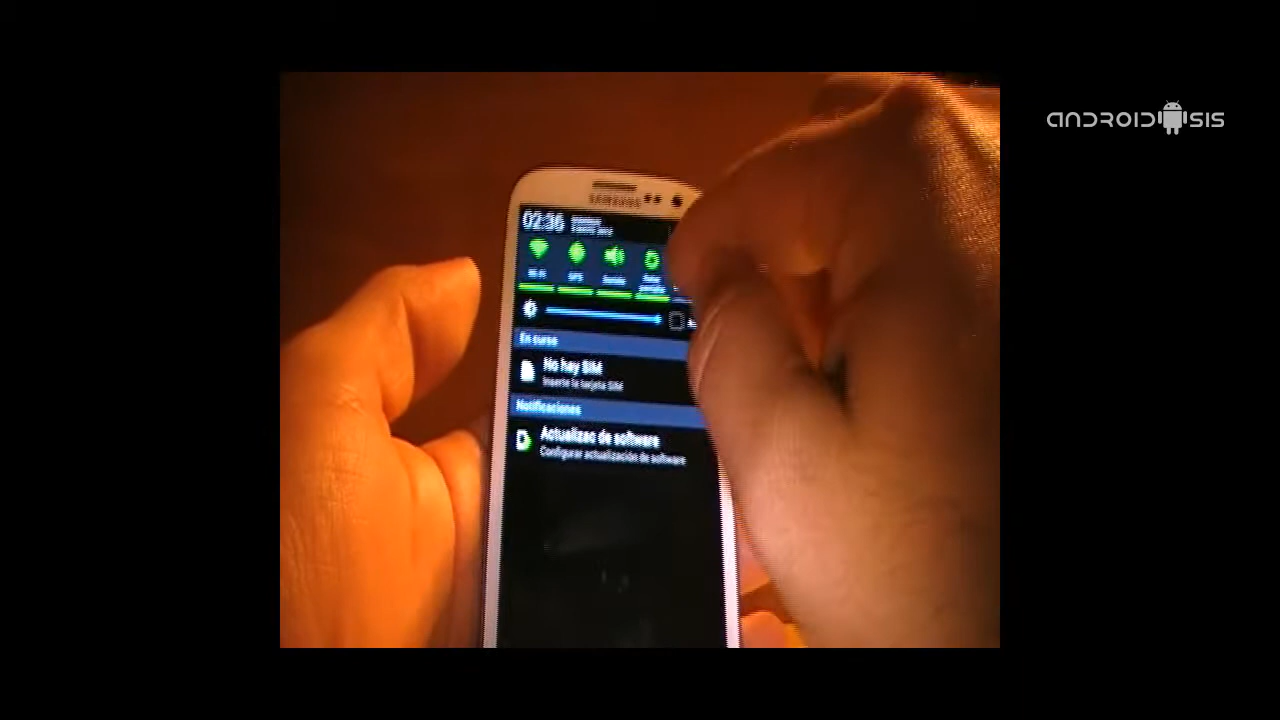 ANDROIDSIS
SAMSUNG
02:36
Wi-Fi
GPS
Sonido
En curso
No hay SIM
Inserte la tarjeta SIM
Notificaciones
Actualizac de software
Configurar actualización de software